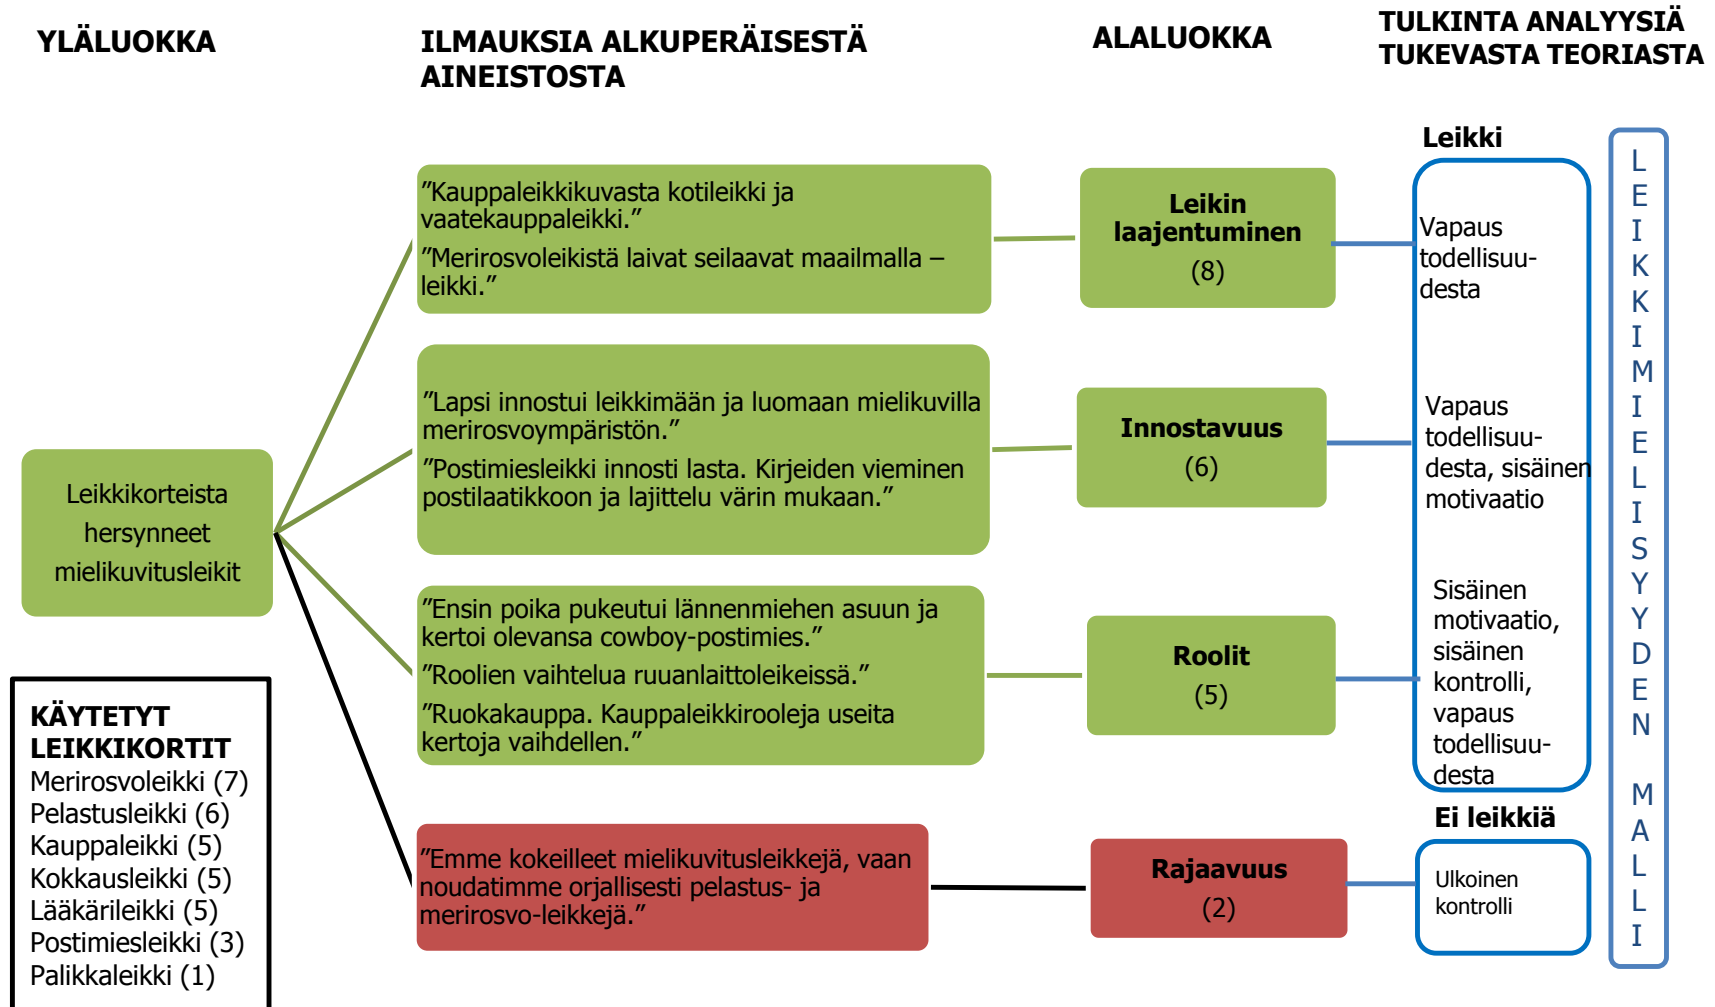 YLÄLUOKKA
ILMAUKSIA ALKUPERÄISESTÄ
AINEISTOSTA
ALALUOKKA
TULKINTA ANALYYSIÄ
TUKEVASTA TEORIASTA
Leikkikorteista
hersynneet
mielikuvitusleikit
KÄYTETYT
LEIKKIKORTIT
Merirosvoleikki (7)
Pelastusleikki (6)
Kauppaleikki (5)
Kokkausleikki (5)
Lääkärileikki (5)
Postimiesleikki (3)
Palikkaleikki (1)
”Kauppaleikkikuvasta kotileikki ja
vaatekauppaleikki.”
”Merirosvoleikistä laivat seilaavat maailmalla –
leikki.”
Leikin
laajentuminen
(8)
Leikki
Vapaus
todellisuu-
desta
”Lapsi innostui leikkimään ja luomaan mielikuvilla
merirosvoympäristön.”
”Postimiesleikki innosti lasta. Kirjeiden vieminen
postilaatikkoon ja lajittelu värin mukaan.”
Innostavuus
(6)
Vapaus
todellisuu-
desta, sisäinen
motivaatio
”Ensin poika pukeutui lännenmiehen asuun ja
kertoi olevansa cowboy-postimies.”
”Roolien vaihtelua ruuanlaittoleikeissä.”
”Ruokakauppa. Kauppaleikkirooleja useita
kertoja vaihdellen.”
Roolit
(5)
Sisäinen
motivaatio,
sisäinen
kontrolli,
vapaus
todellisuu-
desta
”Emme kokeilleet mielikuvitusleikkejä, vaan
noudatimme orjallisesti pelastus- ja
merirosvo-leikkejä.”
Rajaavuus
(2)
Ei leikkiä
Ulkoinen
kontrolli
LEIKKIMIELISYYDEN MALLI